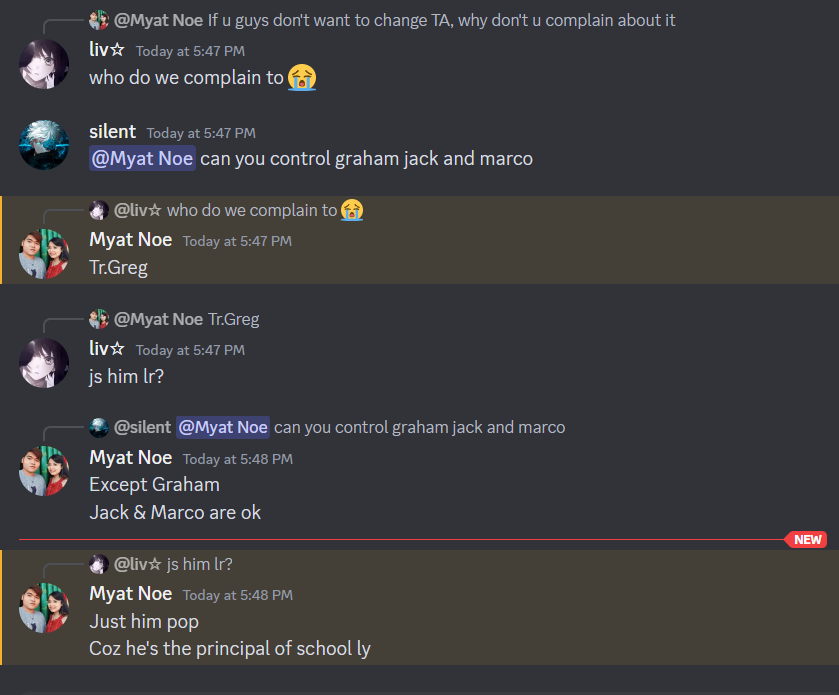 @Myat Noe If u guys don't want to change TA, why don't u complain about it
liv☆ Today at 5:47 PM
who do we complain to 😭
silent Today at 5:47 PM
@Myat Noe can you control graham jack and marco
@liv☆ who do we complain to 😭
Myat Noe Today at 5:47 PM
Tr.Greg
@Myat Noe Tr.Greg
liv☆ Today at 5:47 PM
js him lr?
@silent @Myat Noe can you control graham jack and marco
Myat Noe Today at 5:48 PM
Except Graham
Jack & Marco are ok
NEW
@liv☆ js him lr?
Myat Noe Today at 5:48 PM
Just him pop
Coz he's the principal of school ly